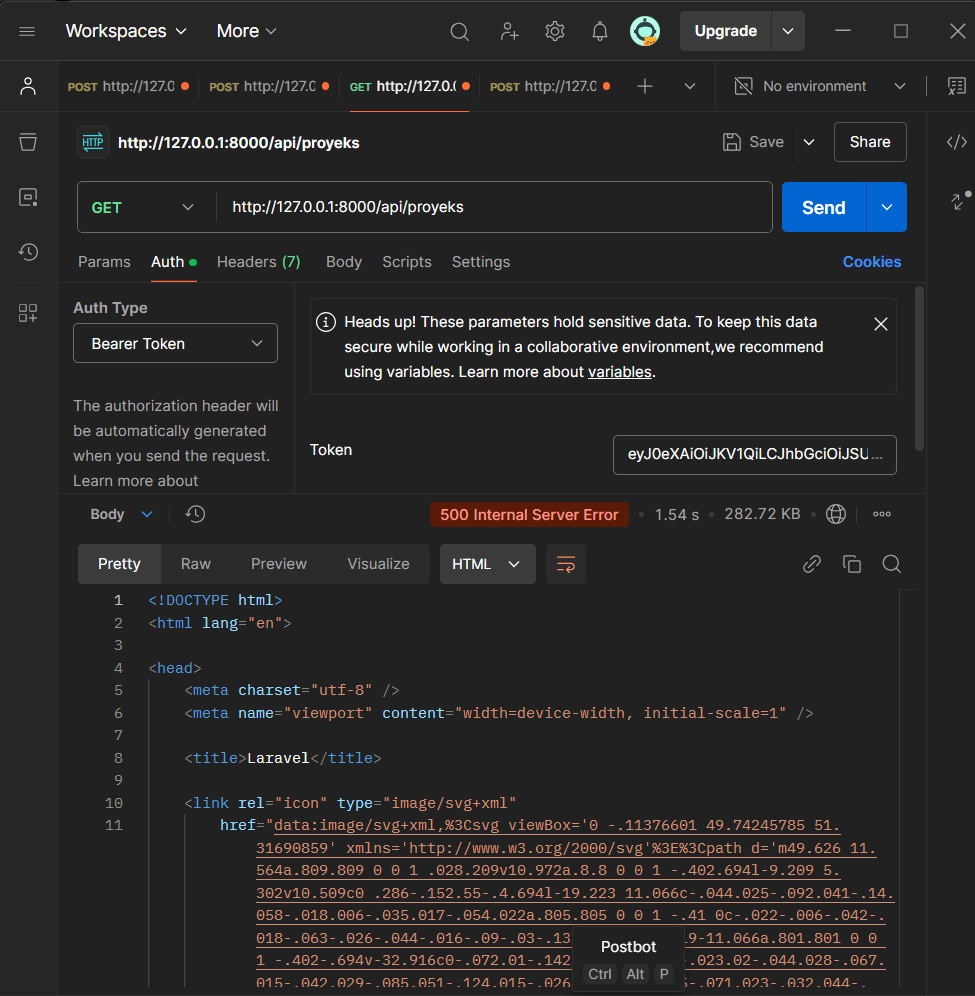 Workspaces More Upgrade
POST http://127.0 POST http://127.0 GET http://127.0.( POST http://127.0 No environment
HTTP http://127.0.0.1:8000/api/proyeks Save Share
GET http://127.0.0.1:8000/api/proyeks Send
Params Auth Headers (7) Body Scripts Settings Cookies
Auth Type
Bearer Token
The authorization header will
be automatically generated
when you send the request.
Learn more about
Heads up! These parameters hold sensitive data. To keep this data
secure while working in a collaborative environment,we recommend
using variables. Learn more about variables.
Token eyJ0eXAiOiJKV1QiLCJhbGciOiJSU...
Body 500 Internal Server Error 1.54 s 282.72 KB
Pretty Raw Preview Visualize HTML
1 <!DOCTYPE html>
2 <html lang="en">
3
4 <head>
5 <meta charset="utf-8" />
6 <meta name="viewport" content="width=device-width, initial-scale=1" />
7
8 <title>Laravel</title>
9
10 <link rel="icon" type="image/svg+xml"
11 href="data:image/svg+xml,%3Csvg viewBox='0 -.11376601 49.74245785 51.
31690859' xmlns='http://www.w3.org/2000/svg'%3E%3Cpath d='m49.626 11.
564a.809.809 0 0 1 .028.209v10.972a.8.8 0 0 1 -.402.694l-9.209 5.
302v10.509c0 .286-.152.55-.4.694l-19.223 11.066c-.044.025-.092.041-.14.
058-.018.006-.035.017-.054.022a.805.805 0 0 1 -.41 0c-.022-.006-.042-.
018-.063-.026-.044-.016-.09-.03-.13 9-11.066a.801.801 0 0
1 -.402-.694v-32.916c0-.072.01-.142 .023.02-.044.028-.067.
015-.042.029-.085.051-.124.015-.026 -.071.023-.032.044-.
Postbot
Ctrl Alt P